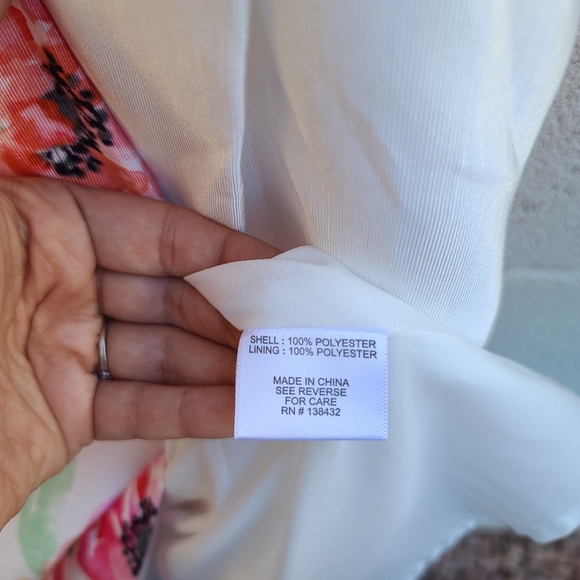 SHELL : 100% POLYESTER
LINING : 100% POLYESTER
MADE IN CHINA
SEE REVERSE
FOR CARE
RN # 138432